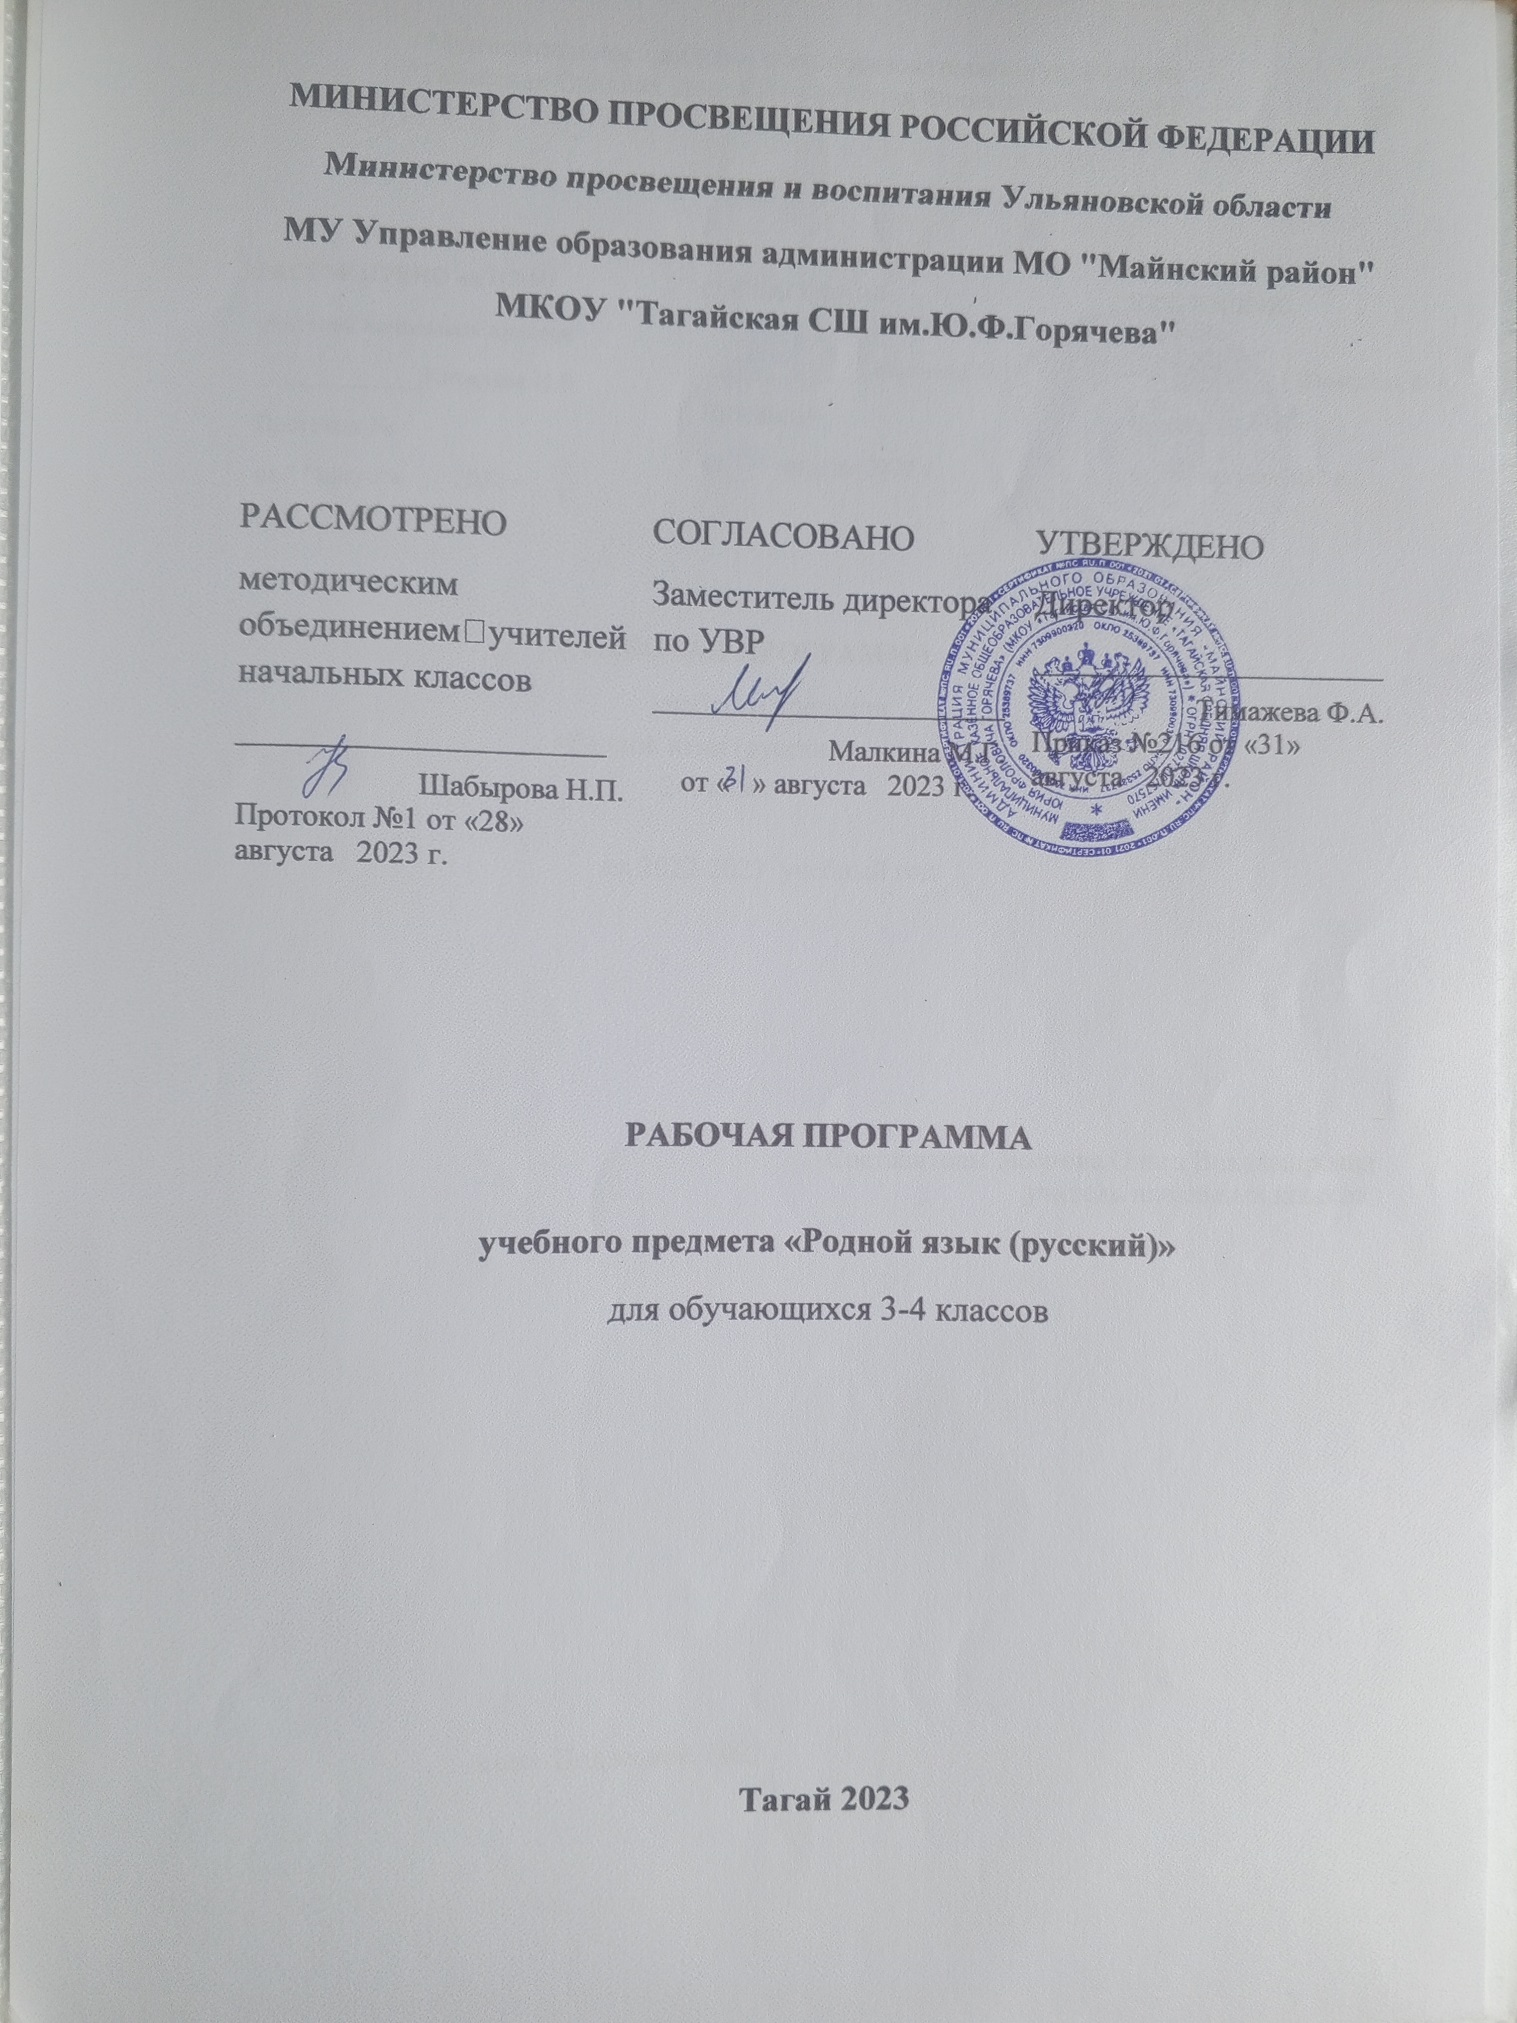 МИНИСТЕРСТВО ПРОСВЕЩЕНИЯ РОССИЙСКОЙ ФЕДЕРАЦИИ
Министерство просвещения и воспитания Ульяновской области
МУ Управление образования администрации МО "Майнский район"
МКОУ "Тагайская СШ им.Ю.Ф.Горячева"
РАССМОТРЕНО
методическим
объединением□учителей
начальных классов
Шабырова Н.П.
Протокол №1 от «28»
августа 2023 г.
СОГЛАСОВАНО
Заместитель директора
по УВР
Малкина М.Г.
от «31» августа 2023 г.
УТВЕРЖДЕНО
Директор
Тимажева Ф.А.
Приказ №216 от «31»
августа 2023 г.
РАБОЧАЯ ПРОГРАММА
учебного предмета «Родной язык (русский)»
для обучающихся 3-4 классов
Тагай 2023